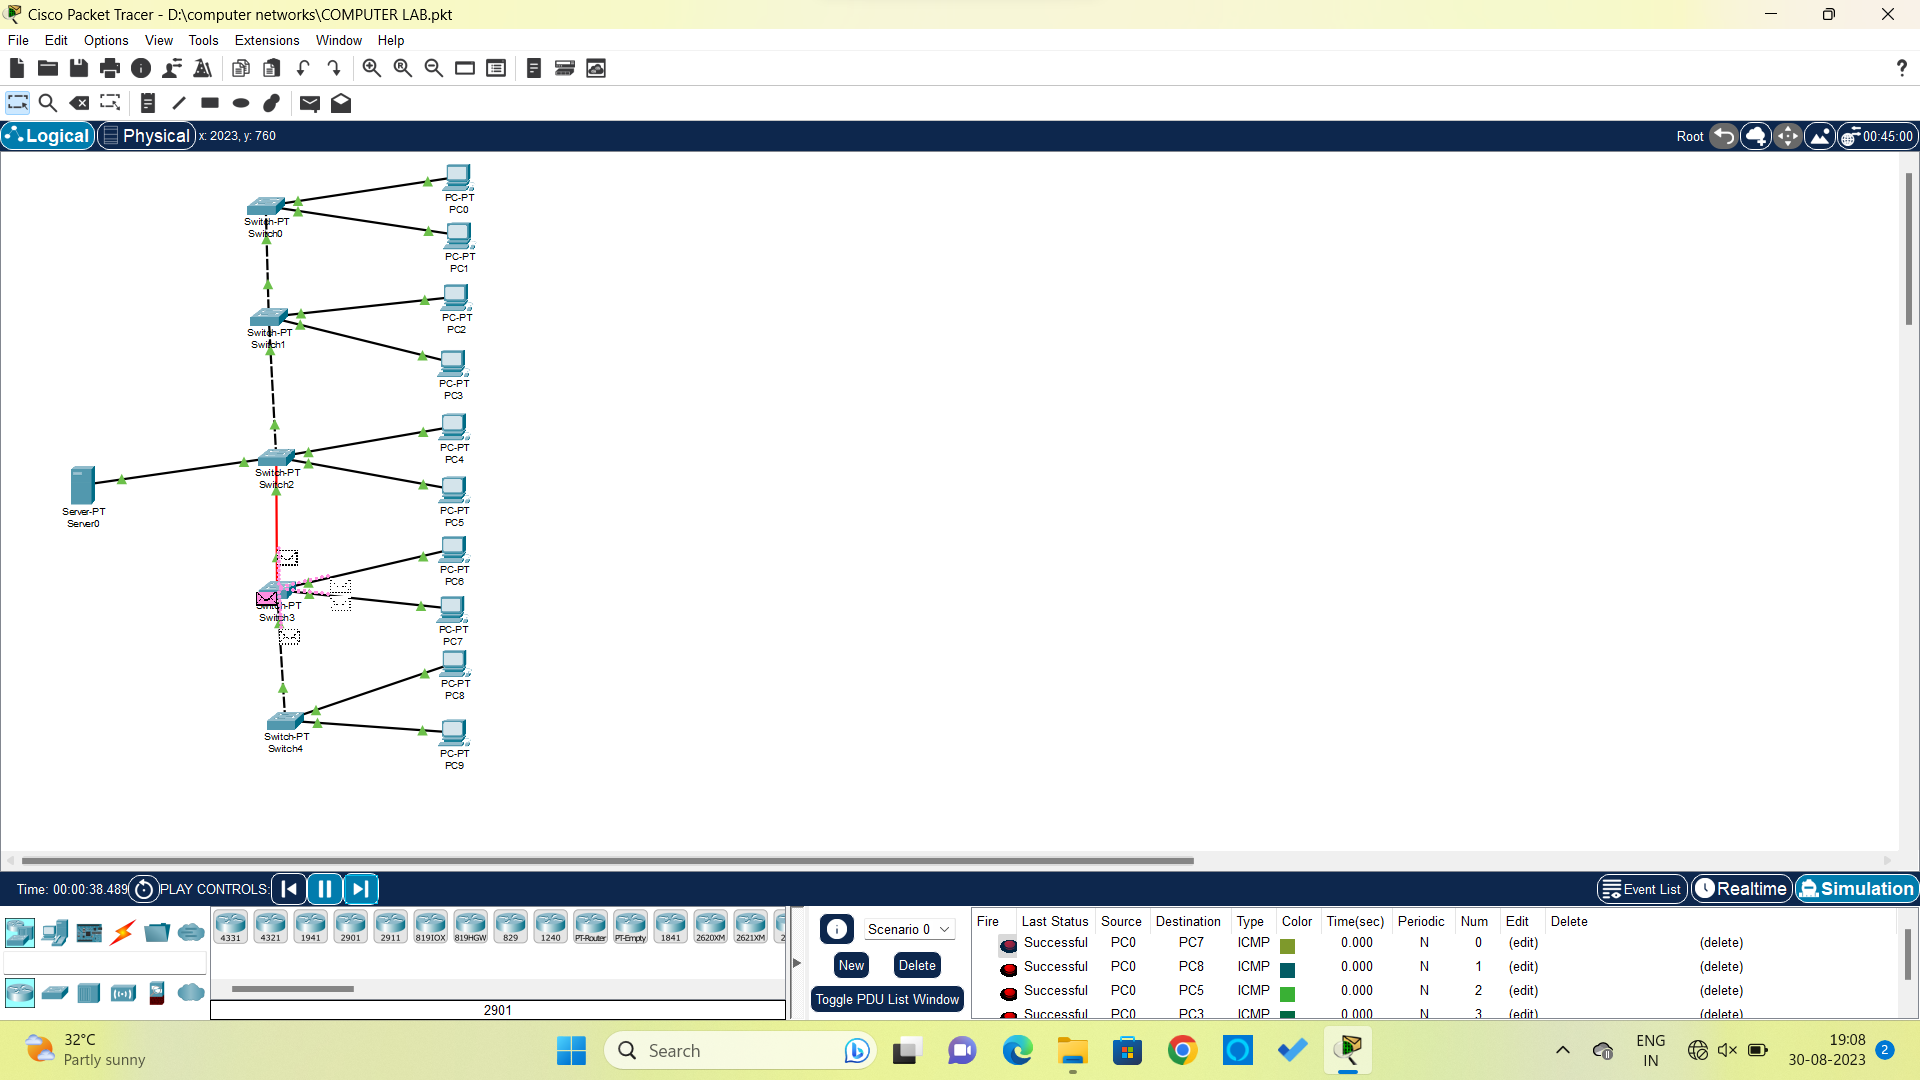 Cisco Packet Tracer - D:\computer networks\COMPUTER LAB.pkt
File Edit Options View Tools Extensions Window Help
?
Logical Physical x: 2023, y: 760 Root 00:45:00
PC-PT
PC0
Switch-PT
Switch0
PC-PT
PC1
PC-PT
PC2
Switch-PT
Switch1
PC-PT
PC3
PC-PT
PC4
Switch-PT
Switch2
PC-PT
PC5
Server-PT
Server0
PC-PT
PC6
Switch-PT
Switch3
PC-PT
PC7
PC-PT
PC8
Switch-PT
Switch4
PC-PT
PC9
Time: 00:00:38.489 PLAY CONTROLS: Event List Realtime Simulation
4331 4321 1941 2901 2911 819IOX 819HGW 829 1240 PT-Router PT-Empty 1841 2620XM 2621XM 2
2901
Scenario 0
New Delete
Toggle PDU List Window
Fire Last Status Source Destination Type Color Time(sec) Periodic Num Edit Delete
Successful PC0 PC7 ICMP 0.000 N 0 (edit) (delete)
Successful PC0 PC8 ICMP 0.000 N 1 (edit) (delete)
Successful PC0 PC5 ICMP 0.000 N 2 (edit) (delete)
Successful PC0 PC3 ICMP 0.000 N 3 (edit) (delete)
32°C
Partly sunny
Search
ENG
IN
19:08
30-08-2023
2